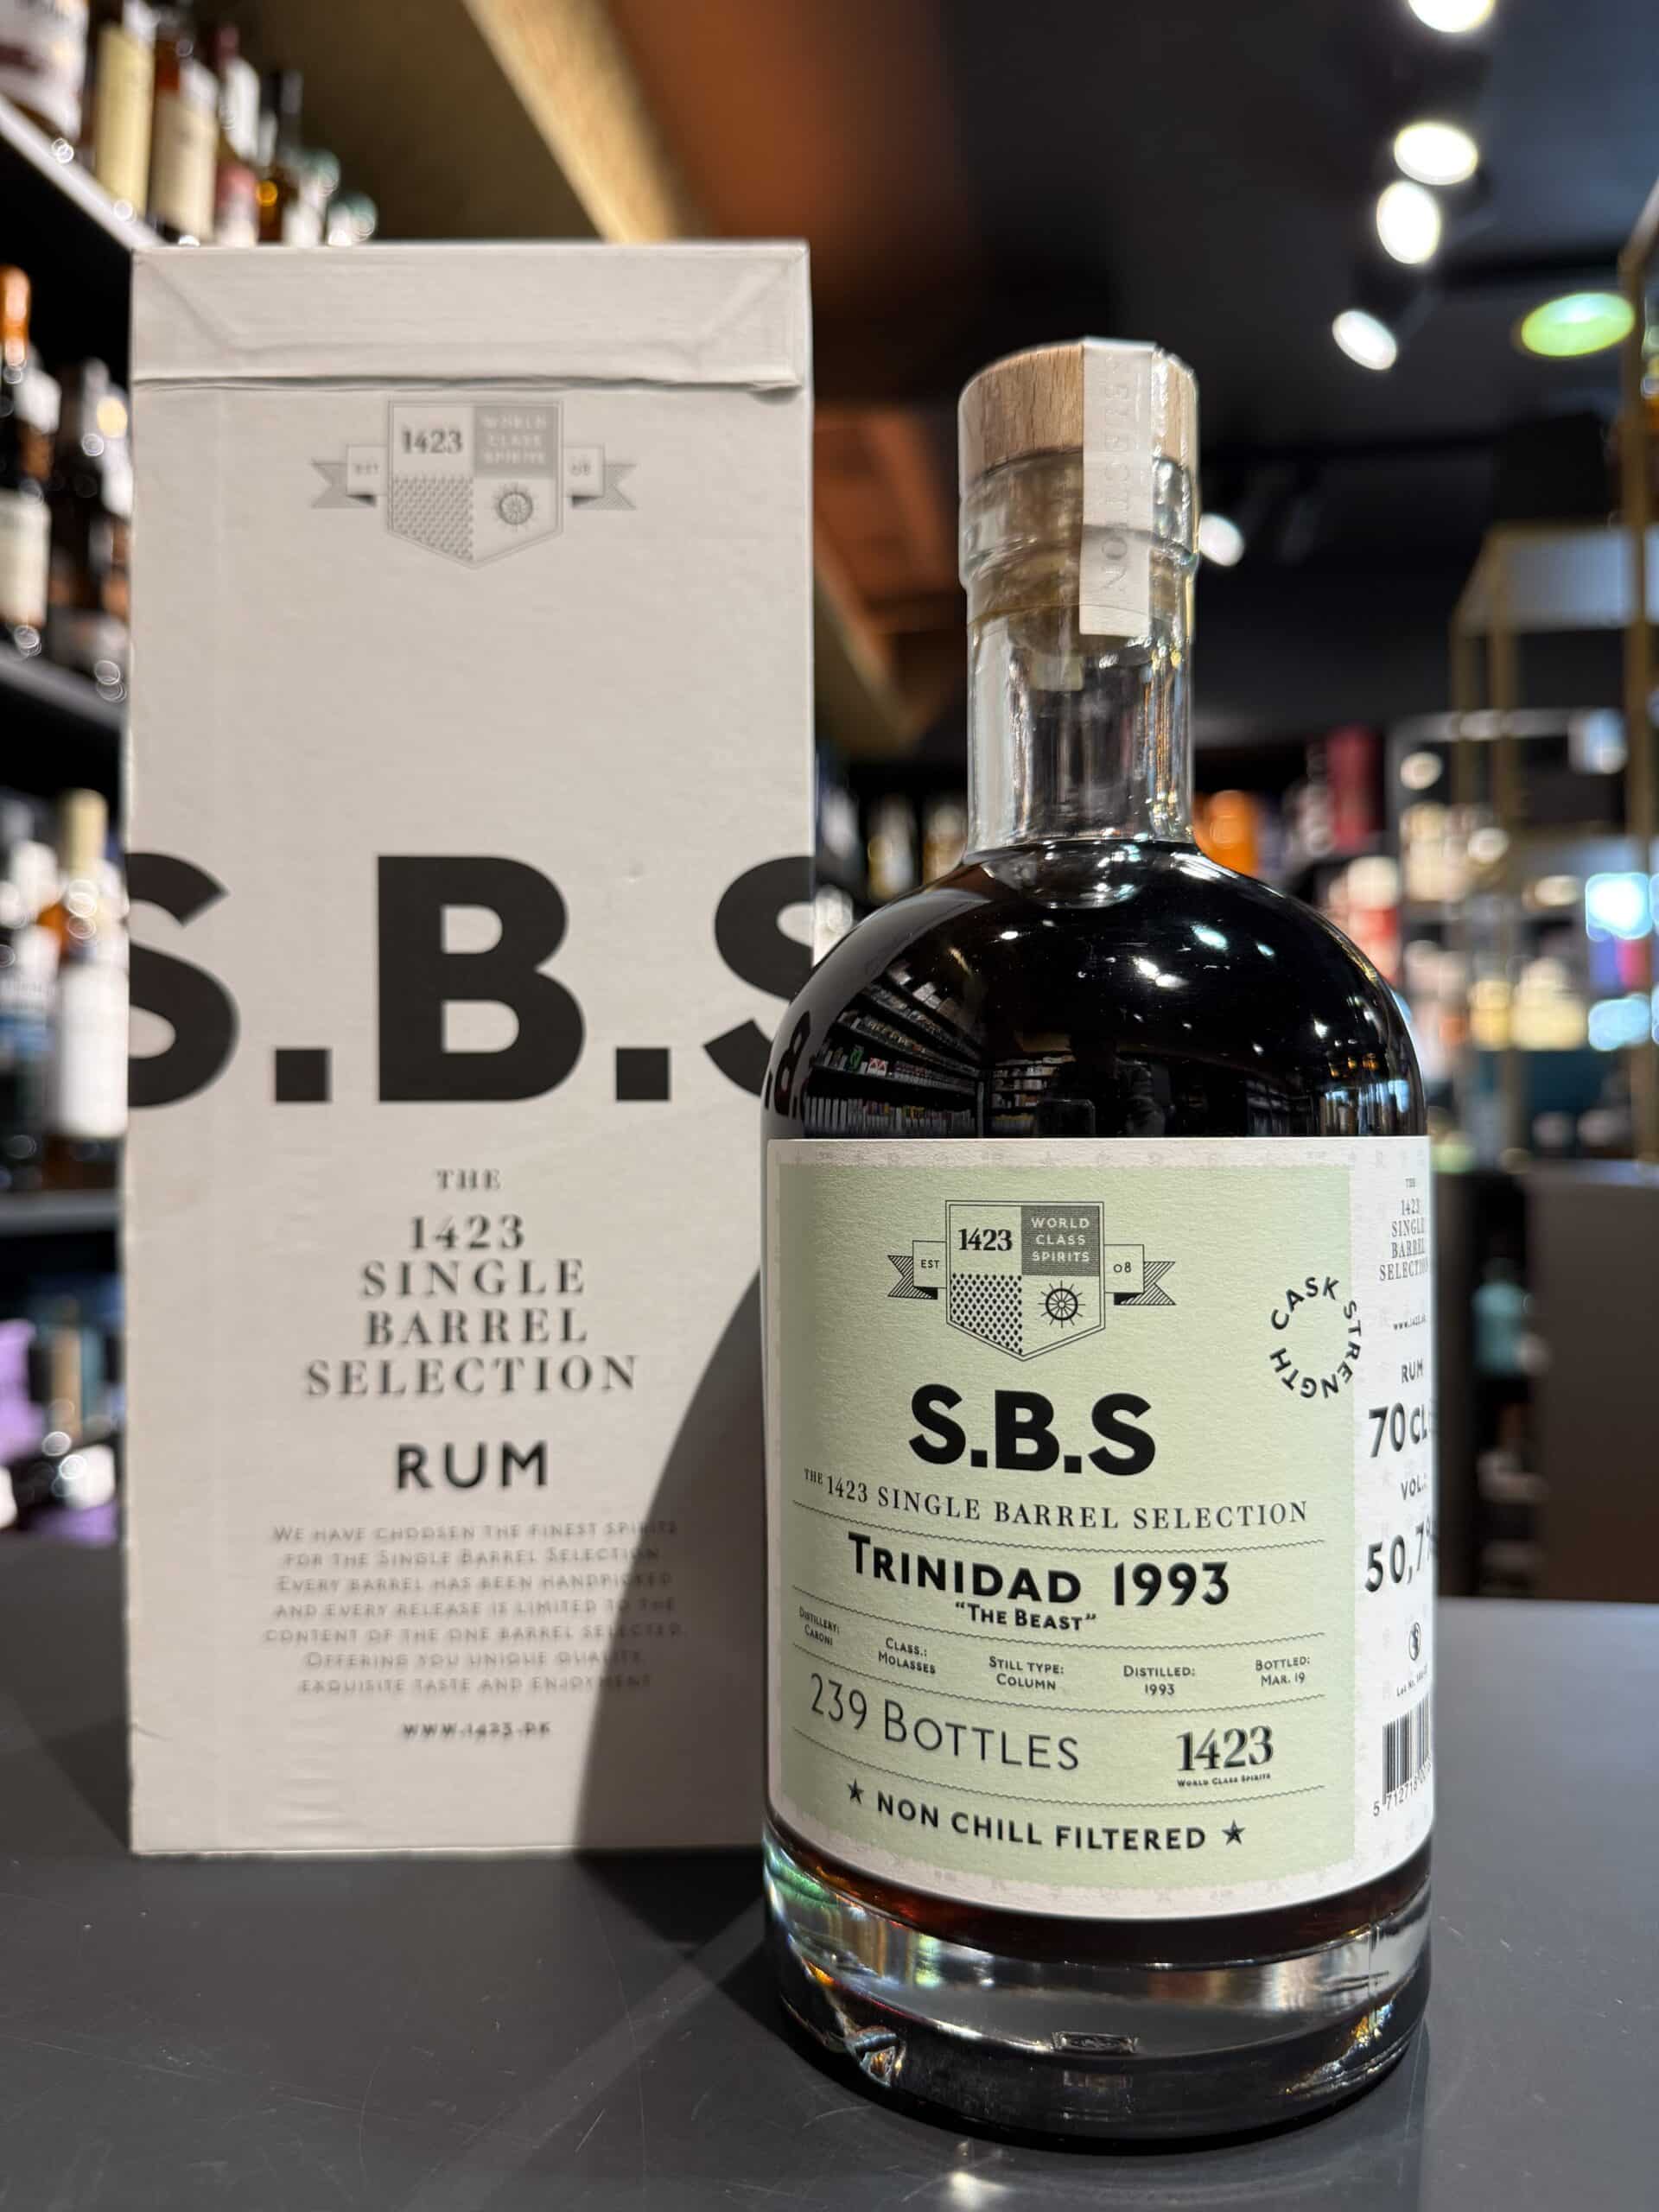 1423
WORLD
CLASS
SPIRITS
EST
08
S.B.S
THE
1423
SINGLE
BARREL
SELECTION
RUM
WE HAVE CHOOSEN THE FINEST SPIRITS
FOR THE SINGLE BARREL SELECTION
EVERY BARREL HAS BEEN HANDPICKED
AND EVERY RELEASE IS LIMITED TO THE
CONTENT OF THE ONE BARREL SELECTED.
OFFERING YOU UNIQUE QUALITY,
EXQUISITE TASTE AND ENJOYMENT
WWW.1423.DK
1423
WORLD
CLASS
SPIRITS
EST
08
CASK STRENGTH
S.B.S
THE 1423 SINGLE BARREL SELECTION
TRINIDAD 1993
"THE BEAST"
DISTILLERY:
CARONI
CLASS.:
MOLASSES
STILL TYPE:
COLUMN
DISTILLED:
1993
BOTTLED:
MAR. 19
239 BOTTLES
1423
WORLD CLASS SPIRITS
★ NON CHILL FILTERED ★
THE
1423
SINGLE
BARREL
SELECTION
RUM
70CL
VOL.:
50,7%